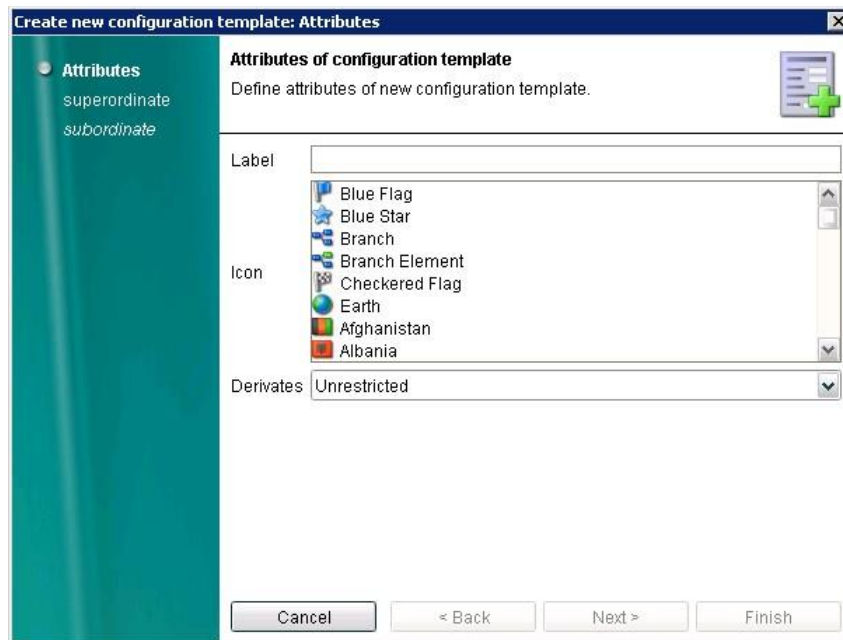 Create new configuration template: Attributes
Attributes
superordinate
subordinate
Attributes of configuration template
Define attributes of new configuration template.
Label
Icon
Blue Flag
Blue Star
Branch
Branch Element
Checkered Flag
Earth
Afghanistan
Albania
Derivates Unrestricted
Cancel < Back Next > Finish